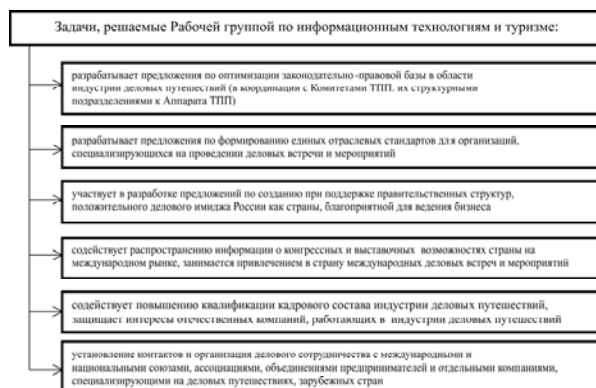 Задачи, решаемые Рабочей группой по информационным технологиям и туризме:
разрабатывает предложения по оптимизации законодательно-правовой базы в области
индустрии деловых путешествий (в координации с Комитетами ТПП. их структурными
подразделениями к Аппарата ТПП)
разрабатывает предложения по формированию единых отраслевых стандартов для организаций,
специализирующихся на проведении деловых встречи и мероприятий
участвует в разработке предложений по созданию при поддержке правительственных структур,
положительного делового имиджа России как страны, благоприятной для ведения бизнеса
содействует распространению информации о конгрессных и выставочных возможностях страны на
международном рынке, занимается привлечением в страну международных деловых встреч и мероприятий
содействует повышению квалификации кадрового состава индустрии деловых путешествий,
защищает интересы отечественных компаний, работающих в индустрии деловых путешествий
установление контактов и организация делового сотрудничества с международными и
национальными союзами, ассоциациями, объединениями предпринимателей и отдельными компаниями,
специализирующими на деловых путешествиях, зарубежных стран